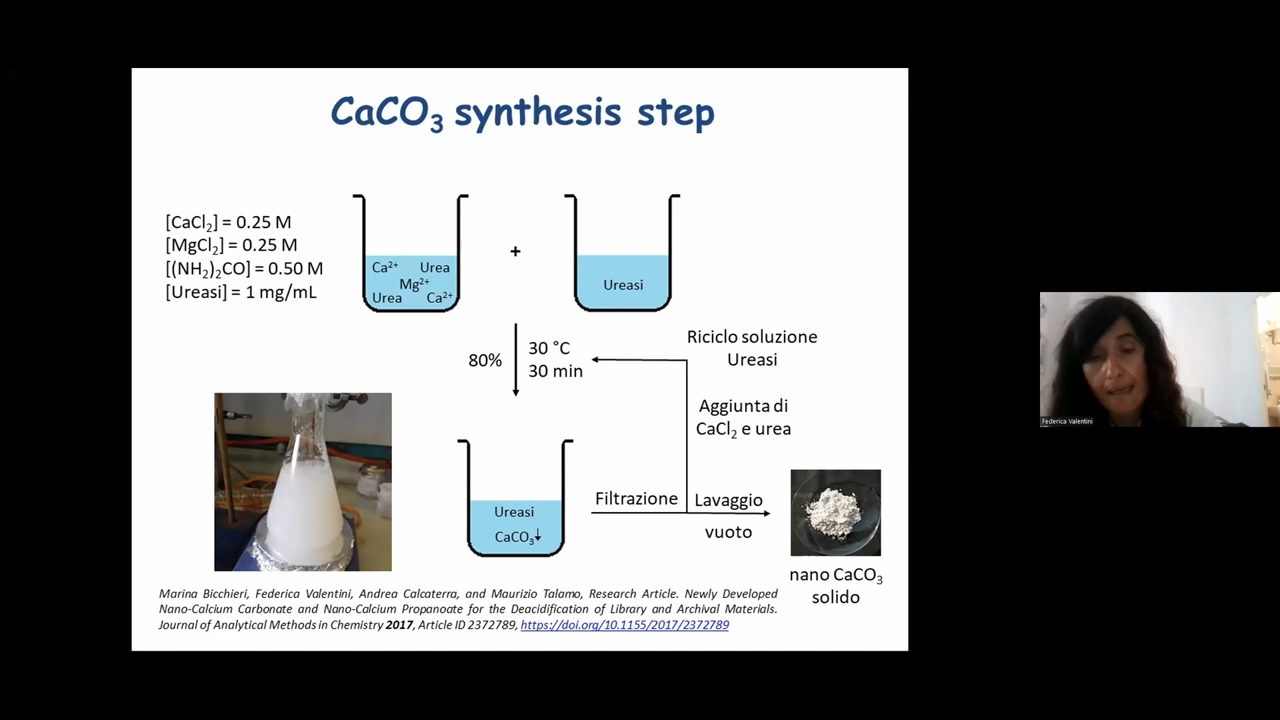 CaCO₃ synthesis step
[CaCl₂] = 0.25 M
[MgCl₂] = 0.25 M
[(NH₂)₂CO] = 0.50 M
[Ureasi] = 1 mg/mL
Ca²⁺ Urea
Mg²⁺
Urea Ca²⁺
+
Ureasi
80%
30 °C
30 min
Riciclo soluzione
Ureasi
Aggiunta di
CaCl₂ e urea
Ureasi
CaCO₃↓
Filtrazione
Lavaggio
vuoto
nano CaCO₃
solido
Marina Bicchieri, Federica Valentini, Andrea Calcaterra, and Maurizio Talamo, Research Article. Newly Developed
Nano-Calcium Carbonate and Nano-Calcium Propanoate for the Deacidification of Library and Archival Materials.
Journal of Analytical Methods in Chemistry 2017, Article ID 2372789, https://doi.org/10.1155/2017/2372789
Federica Valentini